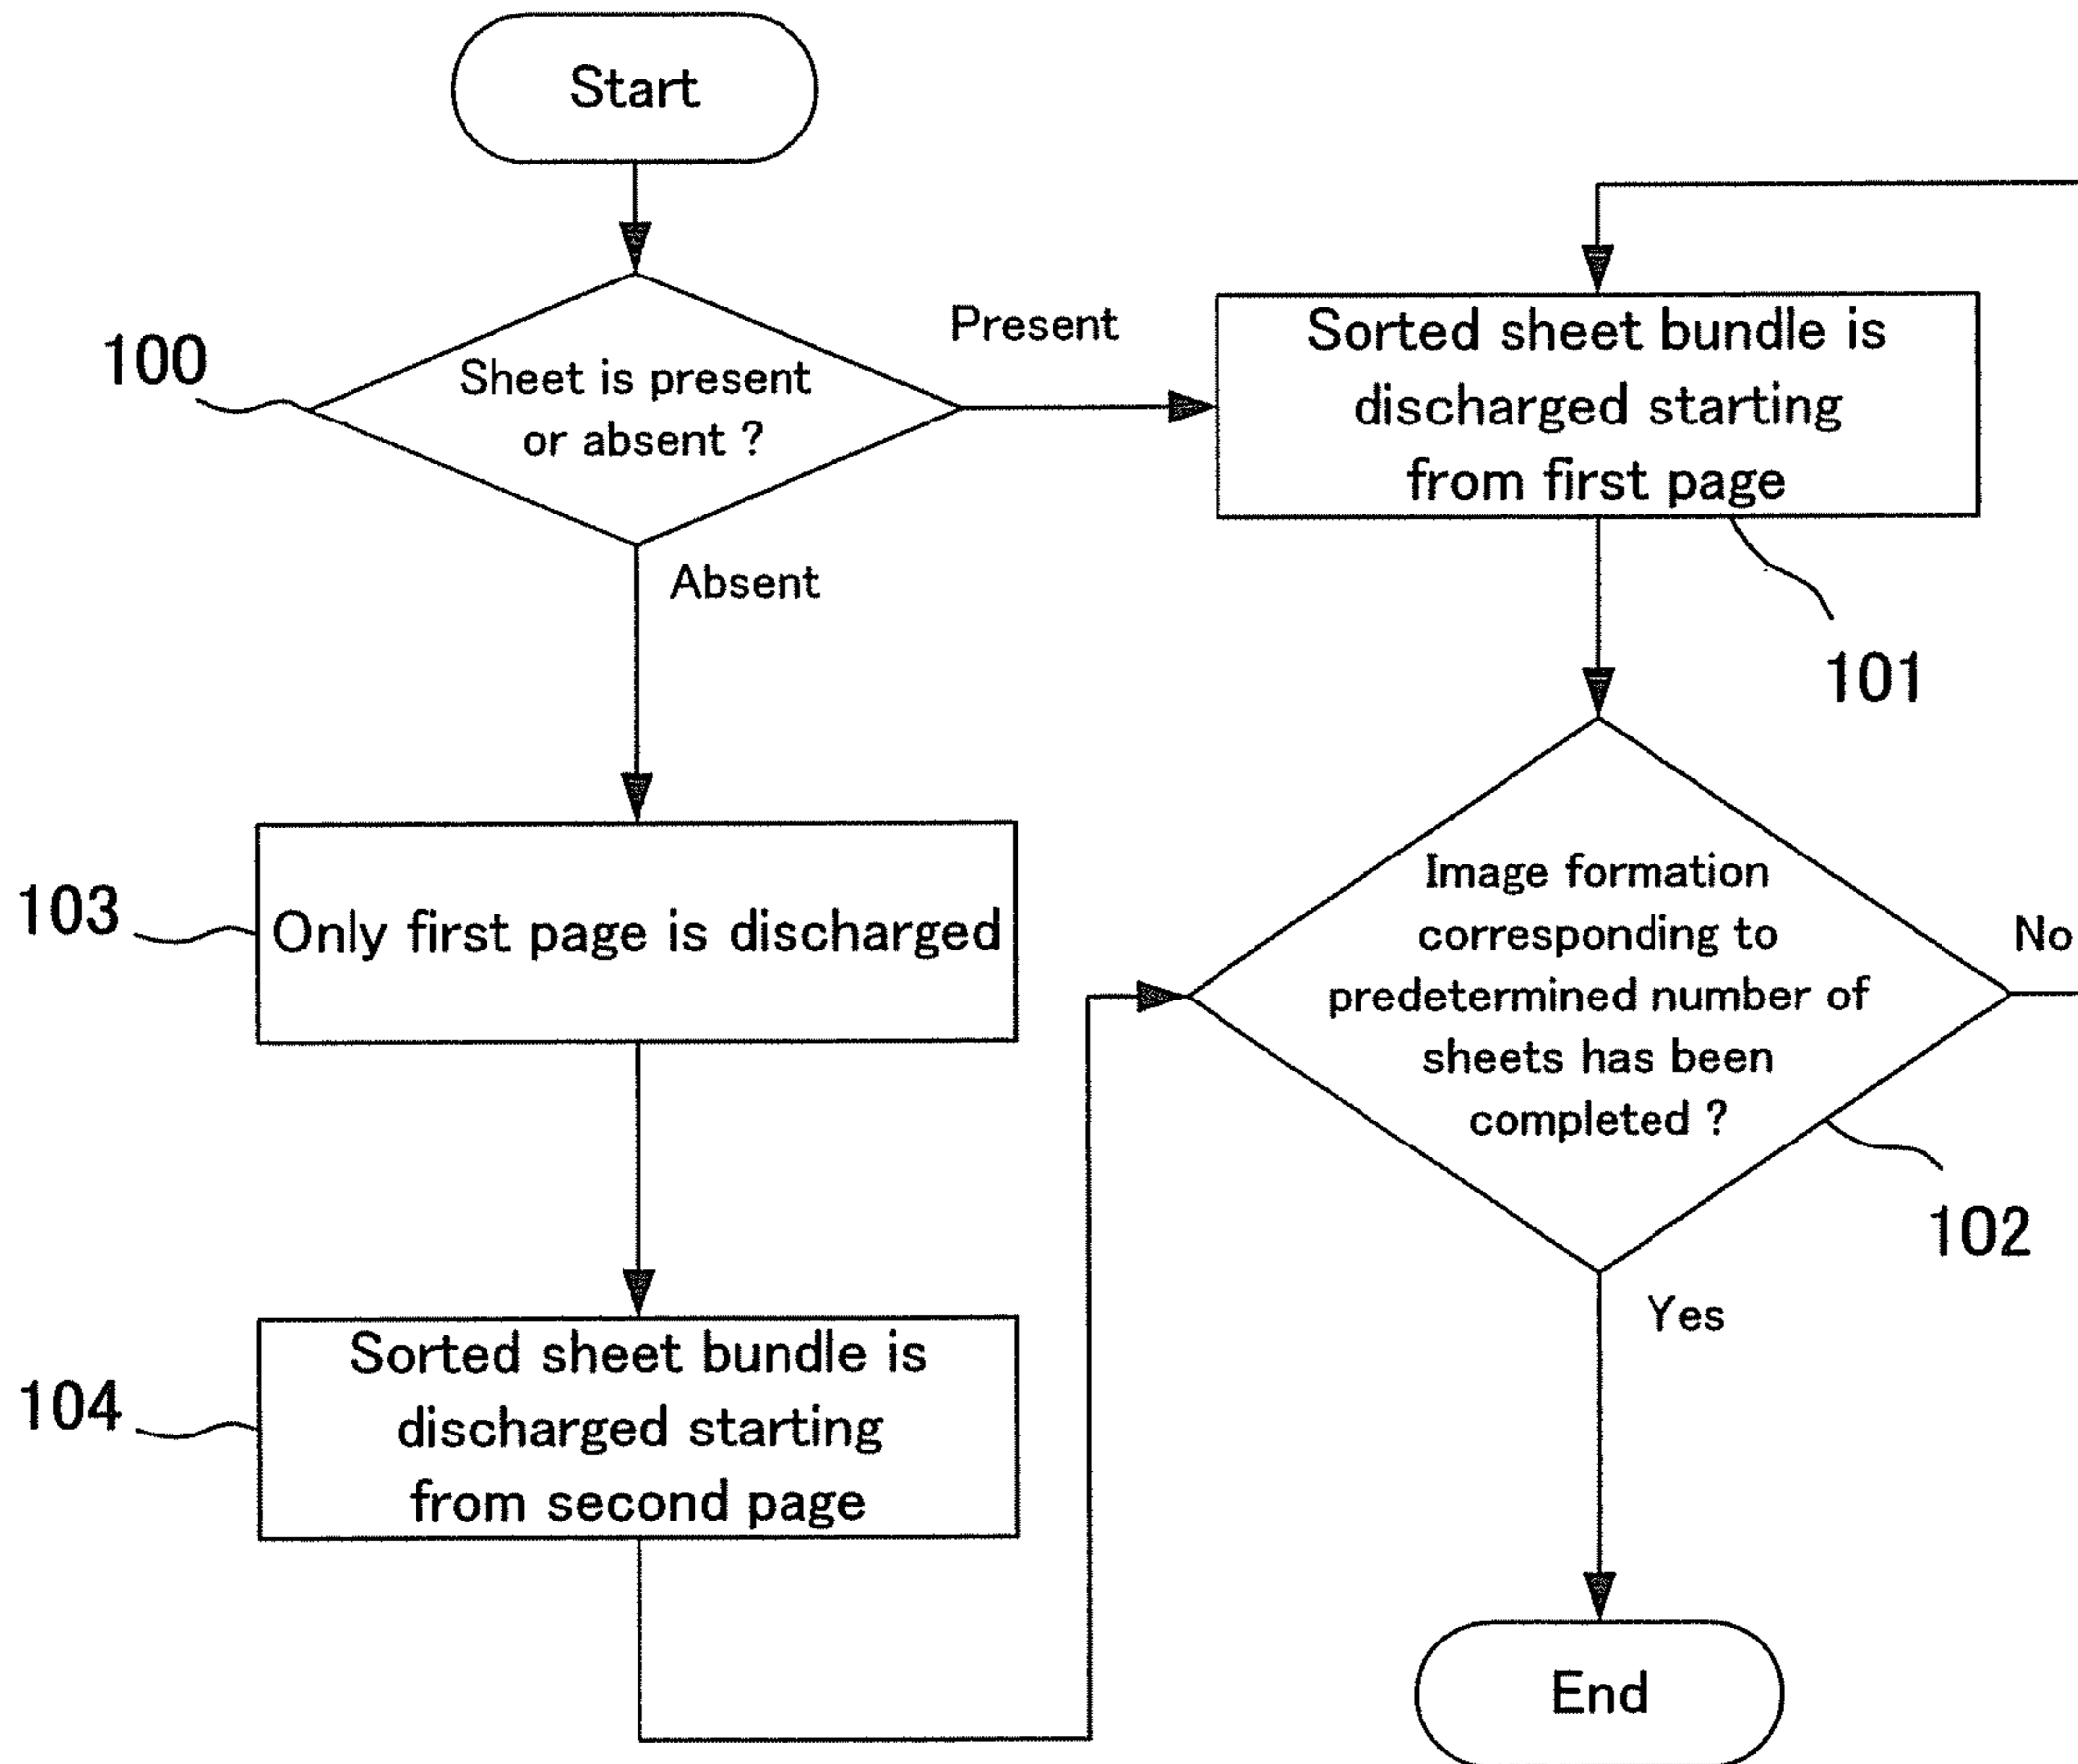 Start
100
Sheet is present
or absent ?
Present
Absent
Sorted sheet bundle is
discharged starting
from first page
101
103
Only first page is discharged
104
Sorted sheet bundle is
discharged starting
from second page
Image formation
corresponding to
predetermined number of
sheets has been
completed ?
No
102
Yes
End